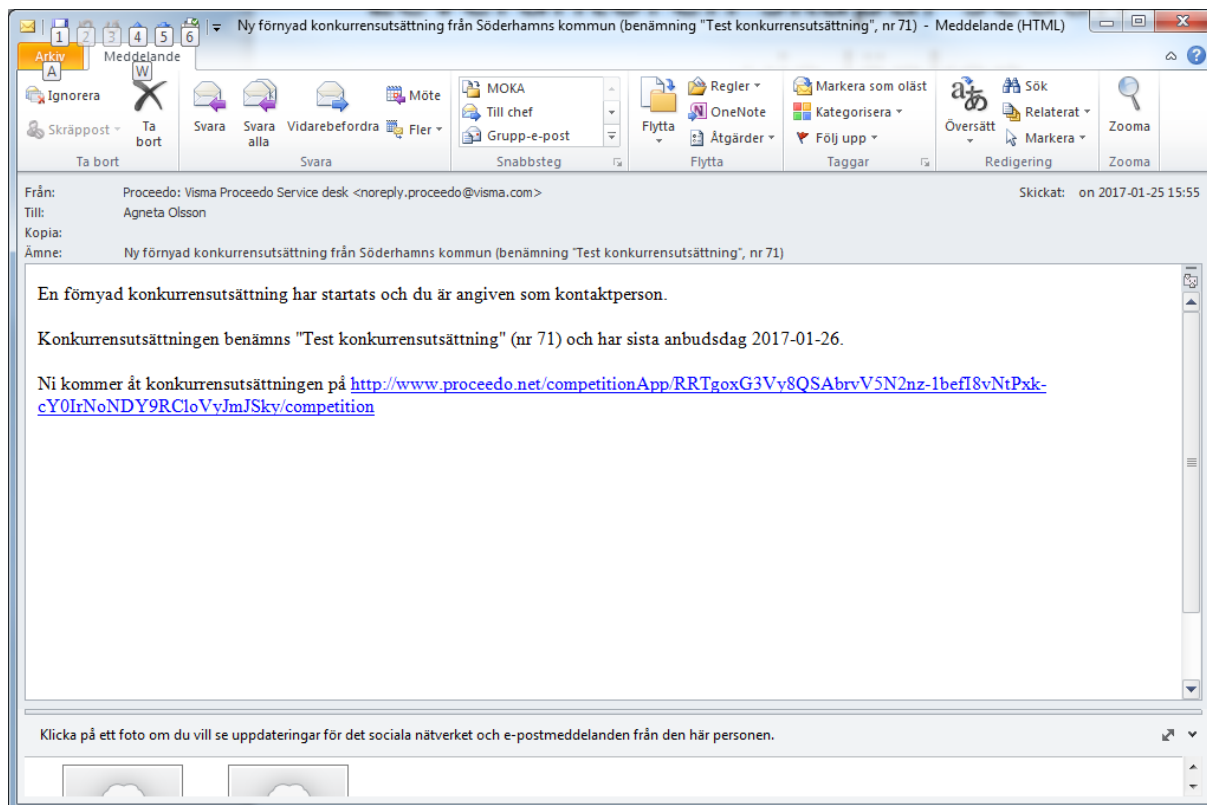 Ny förnyad konkurrensutsättning från Söderhamns kommun (benämning "Test konkurrensutsättning", nr 71) - Meddelande (HTML)
1 2 3 4 5 6
Arkiv Meddelande
A W
Ignorera
Skräppost
Ta bort
Ta bort
Svara
Svara alla
Vidarebefordra
Möte
Fler
Svara
MOKA
Till chef
Grupp-e-post
Snabbsteg
Flytta
Regler
OneNote
Åtgärder
Flytta
Markera som oläst
Kategorisera
Följ upp
Taggar
Översätt
Sök
Relaterat
Markera
Redigering
Zooma
Zooma
Från: Proceedo: Visma Proceedo Service desk <noreply.proceedo@visma.com> Skickat: on 2017-01-25 15:55
Till: Agneta Olsson
Kopia:
Ämne: Ny förnyad konkurrensutsättning från Söderhamns kommun (benämning "Test konkurrensutsättning", nr 71)
En förnyad konkurrensutsättning har startats och du är angiven som kontaktperson.
Konkurrensutsättningen benämns "Test konkurrensutsättning" (nr 71) och har sista anbudsdag 2017-01-26.
Ni kommer åt konkurrensutsättningen på http://www.proceedo.net/competitionApp/RRTgoxG3Vy8QSAbrvV5N2nz-1befI8vNtPxk-
cY0IrNoNDY9RCloVyJmJSky/competition
Klicka på ett foto om du vill se uppdateringar för det sociala nätverket och e-postmeddelanden från den här personen.